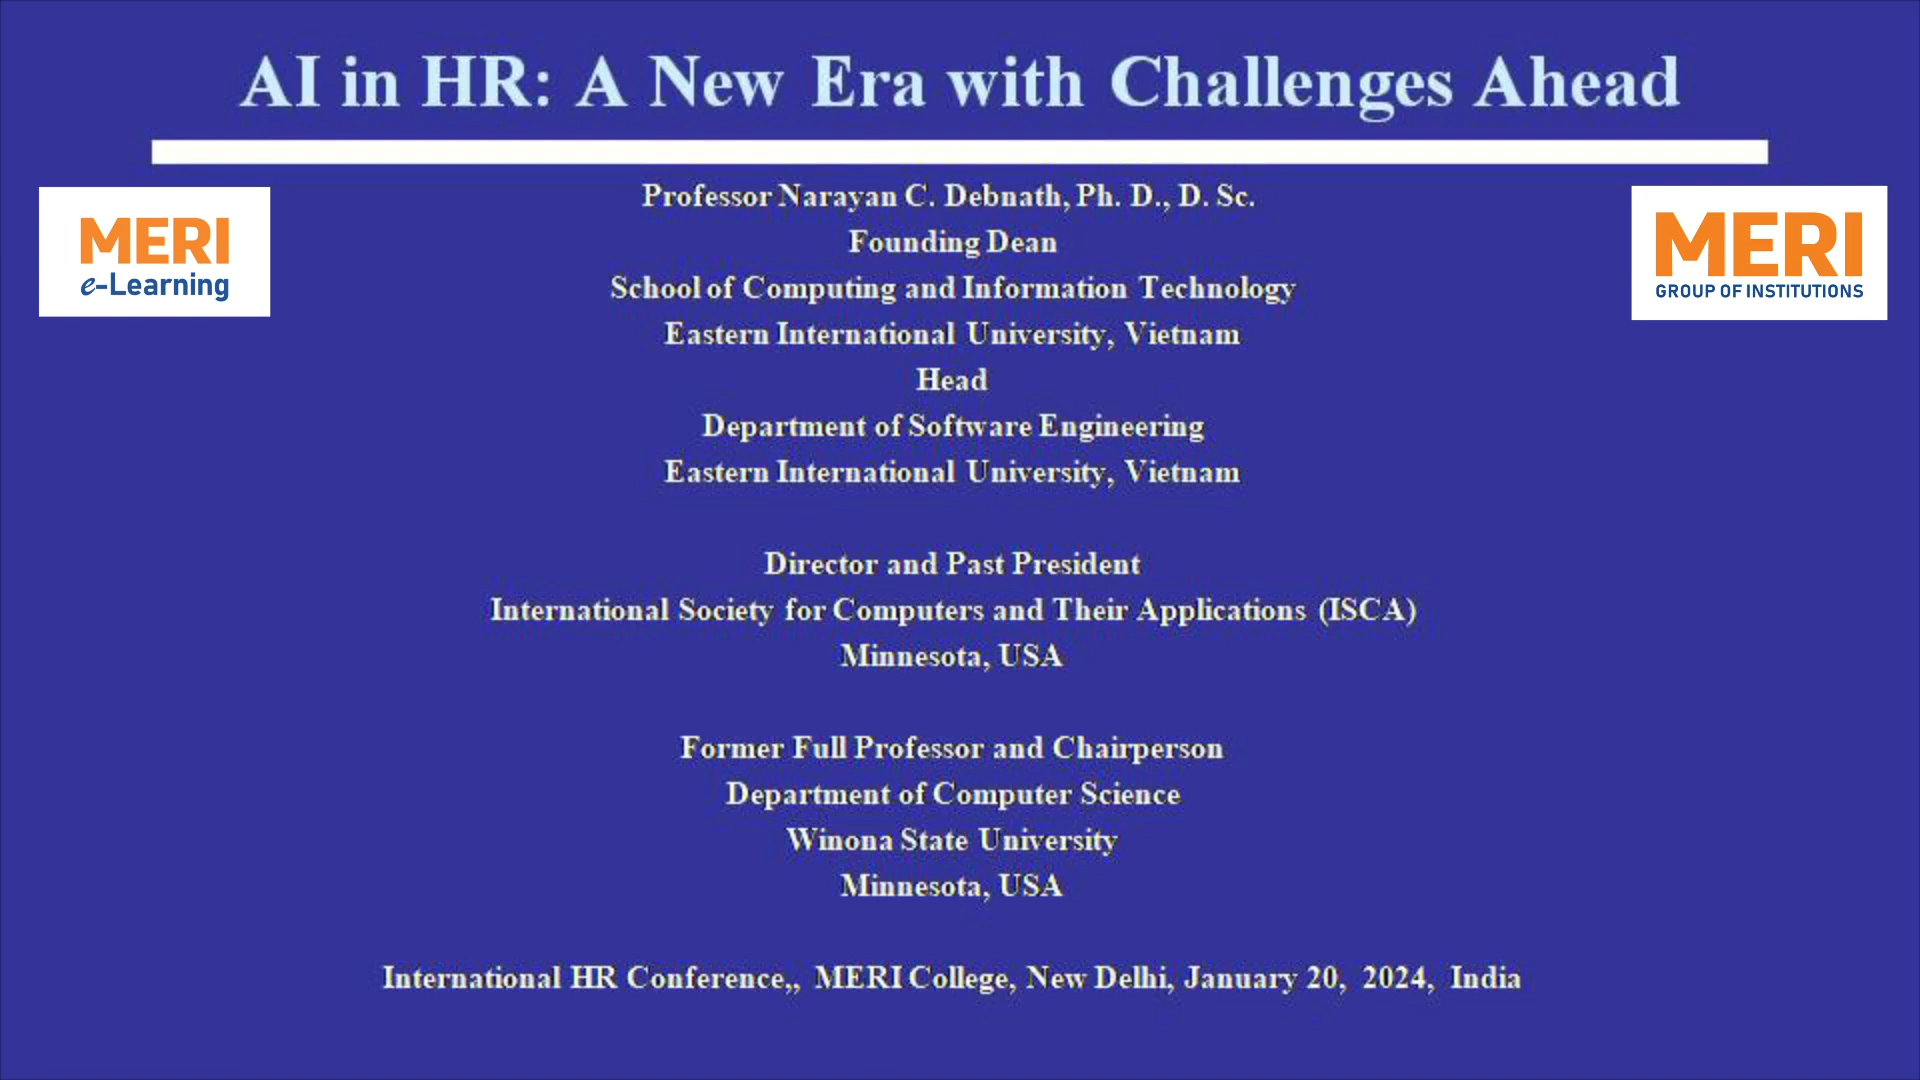 AI in HR: A New Era with Challenges Ahead
MERI
e-Learning
MERI
GROUP OF INSTITUTIONS
Professor Narayan C. Debnath, Ph. D., D. Sc.
Founding Dean
School of Computing and Information Technology
Eastern International University, Vietnam
Head
Department of Software Engineering
Eastern International University, Vietnam
Director and Past President
International Society for Computers and Their Applications (ISCA)
Minnesota, USA
Former Full Professor and Chairperson
Department of Computer Science
Winona State University
Minnesota, USA
International HR Conference,, MERI College, New Delhi, January 20, 2024, India